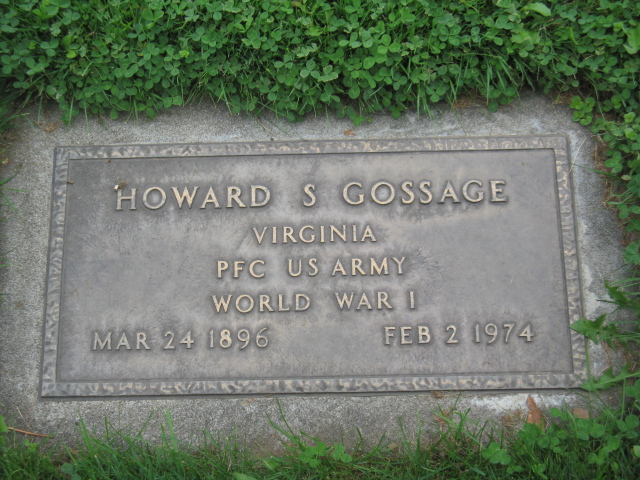 HOWARD S GOSSAGE
VIRGINIA
PFC US ARMY
WORLD WAR I
MAR 24 1896 FEB 2 1974